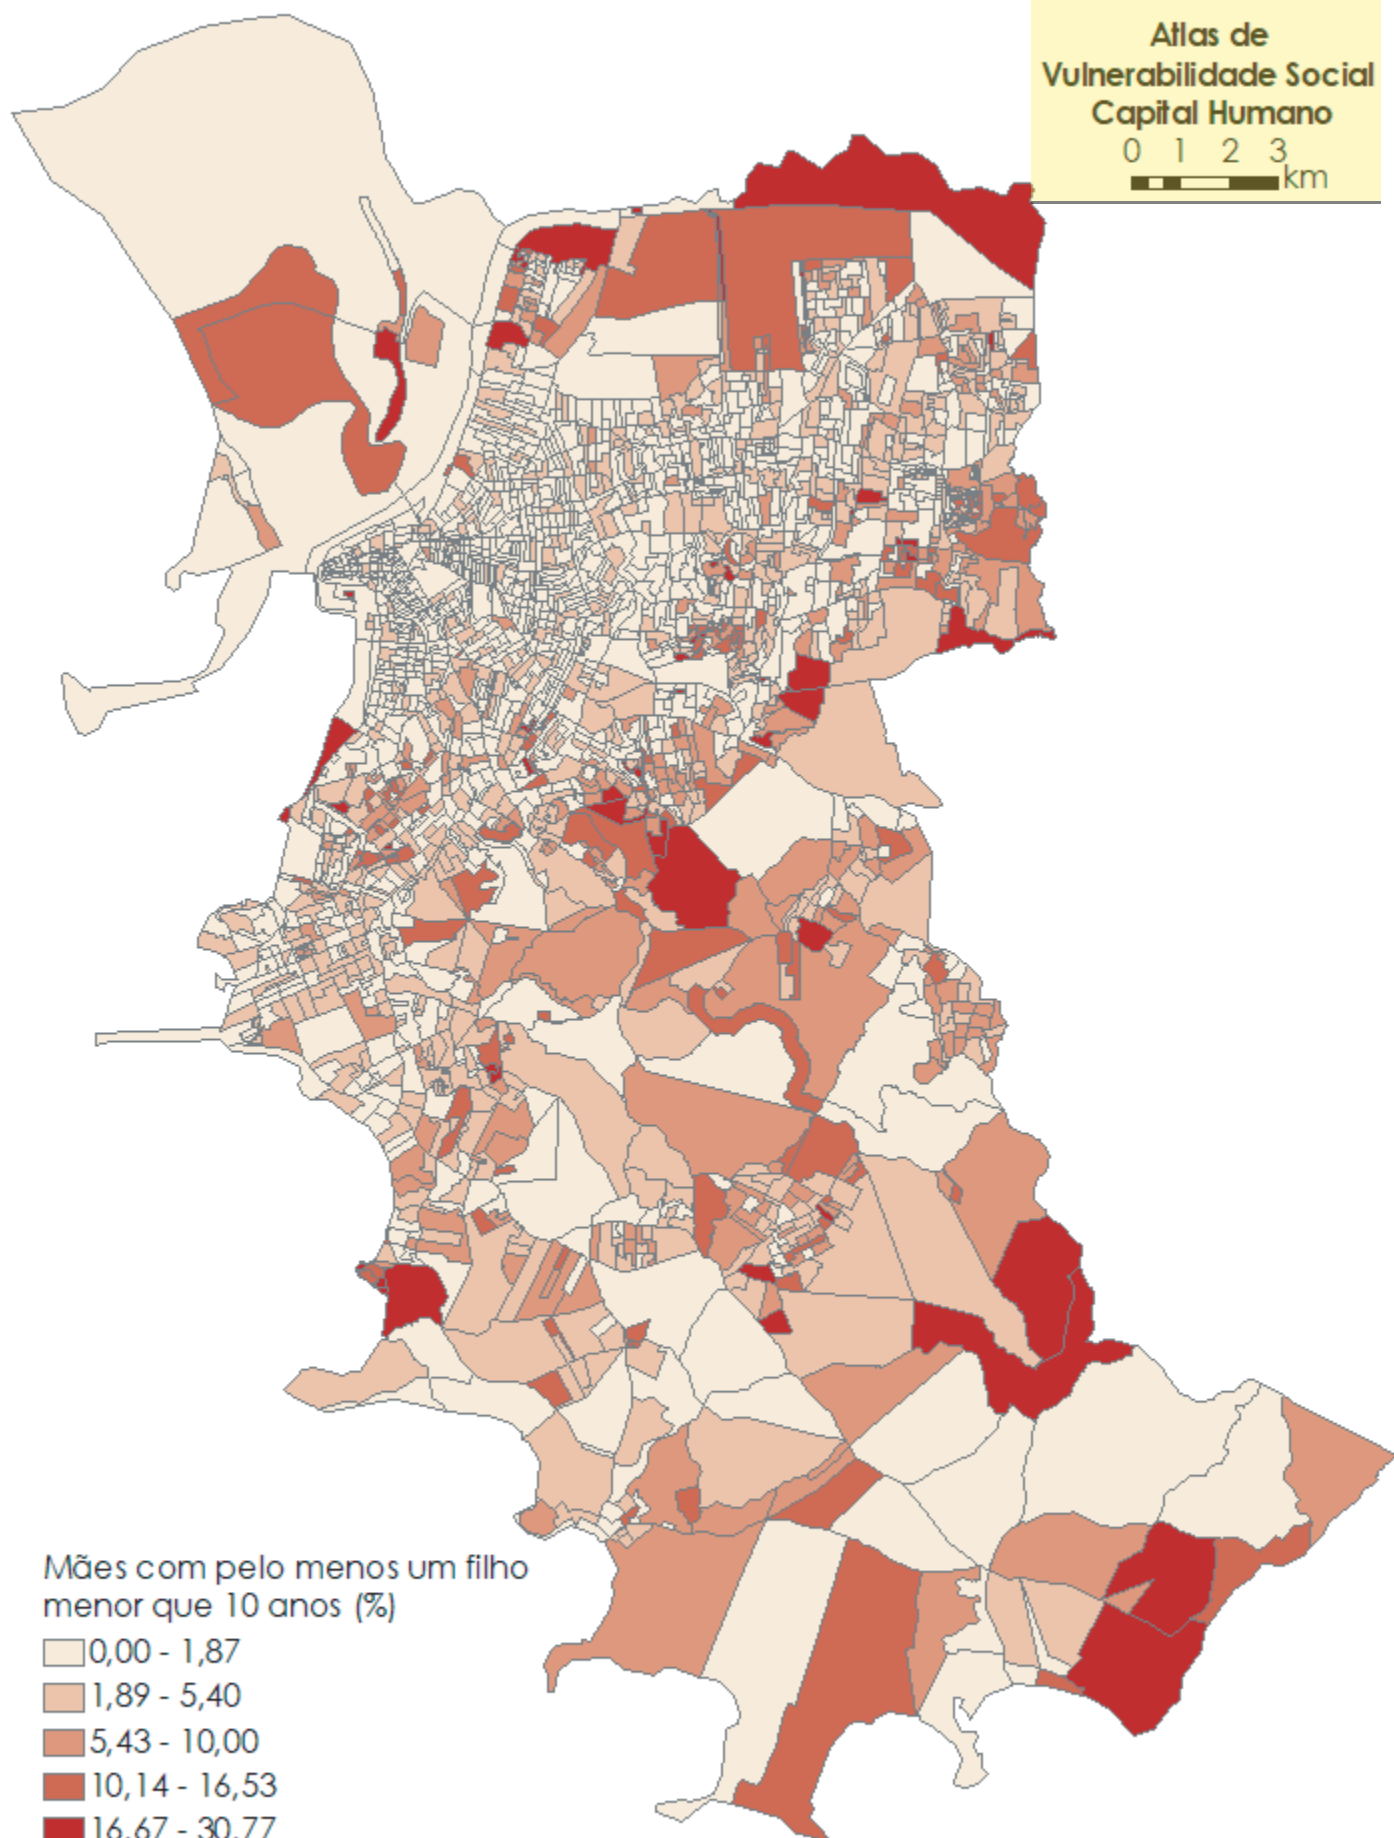 Atlas de
Vulnerabilidade Social
Capital Humano
0 1 2 3
km
Mães com pelo menos um filho
menor que 10 anos (%)
0,00 - 1,87
1,89 - 5,40
5,43 - 10,00
10,14 - 16,53
16,67 - 30,77